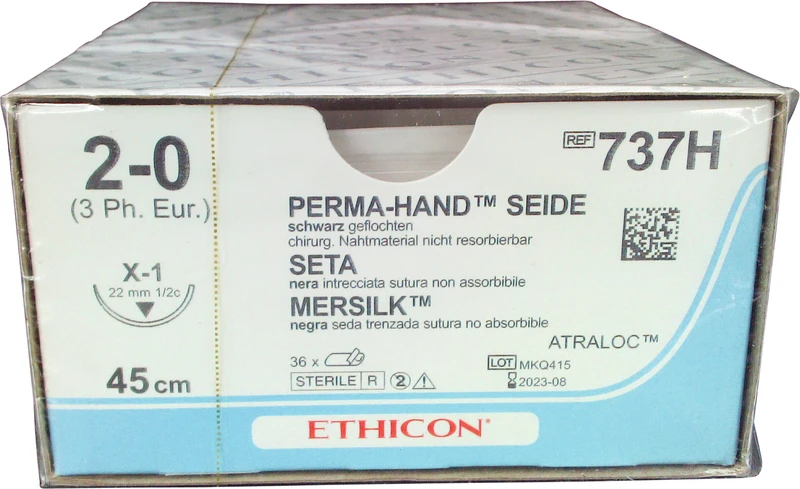 2-0
(3 Ph. Eur.)
X-1
22 mm 1/2c
45 cm
REF 737H
PERMA-HAND™ SEIDE
schwarz geflochten
chirurg. Nahtmaterial nicht resorbierbar
SETA
nera intrecciata sutura non assorbibile
MERSILK™
negra seda trenzada sutura no absorbible
ATRALOC™
36 x
STERILE R 2
LOT MKQ415
2023-08
ETHICON®